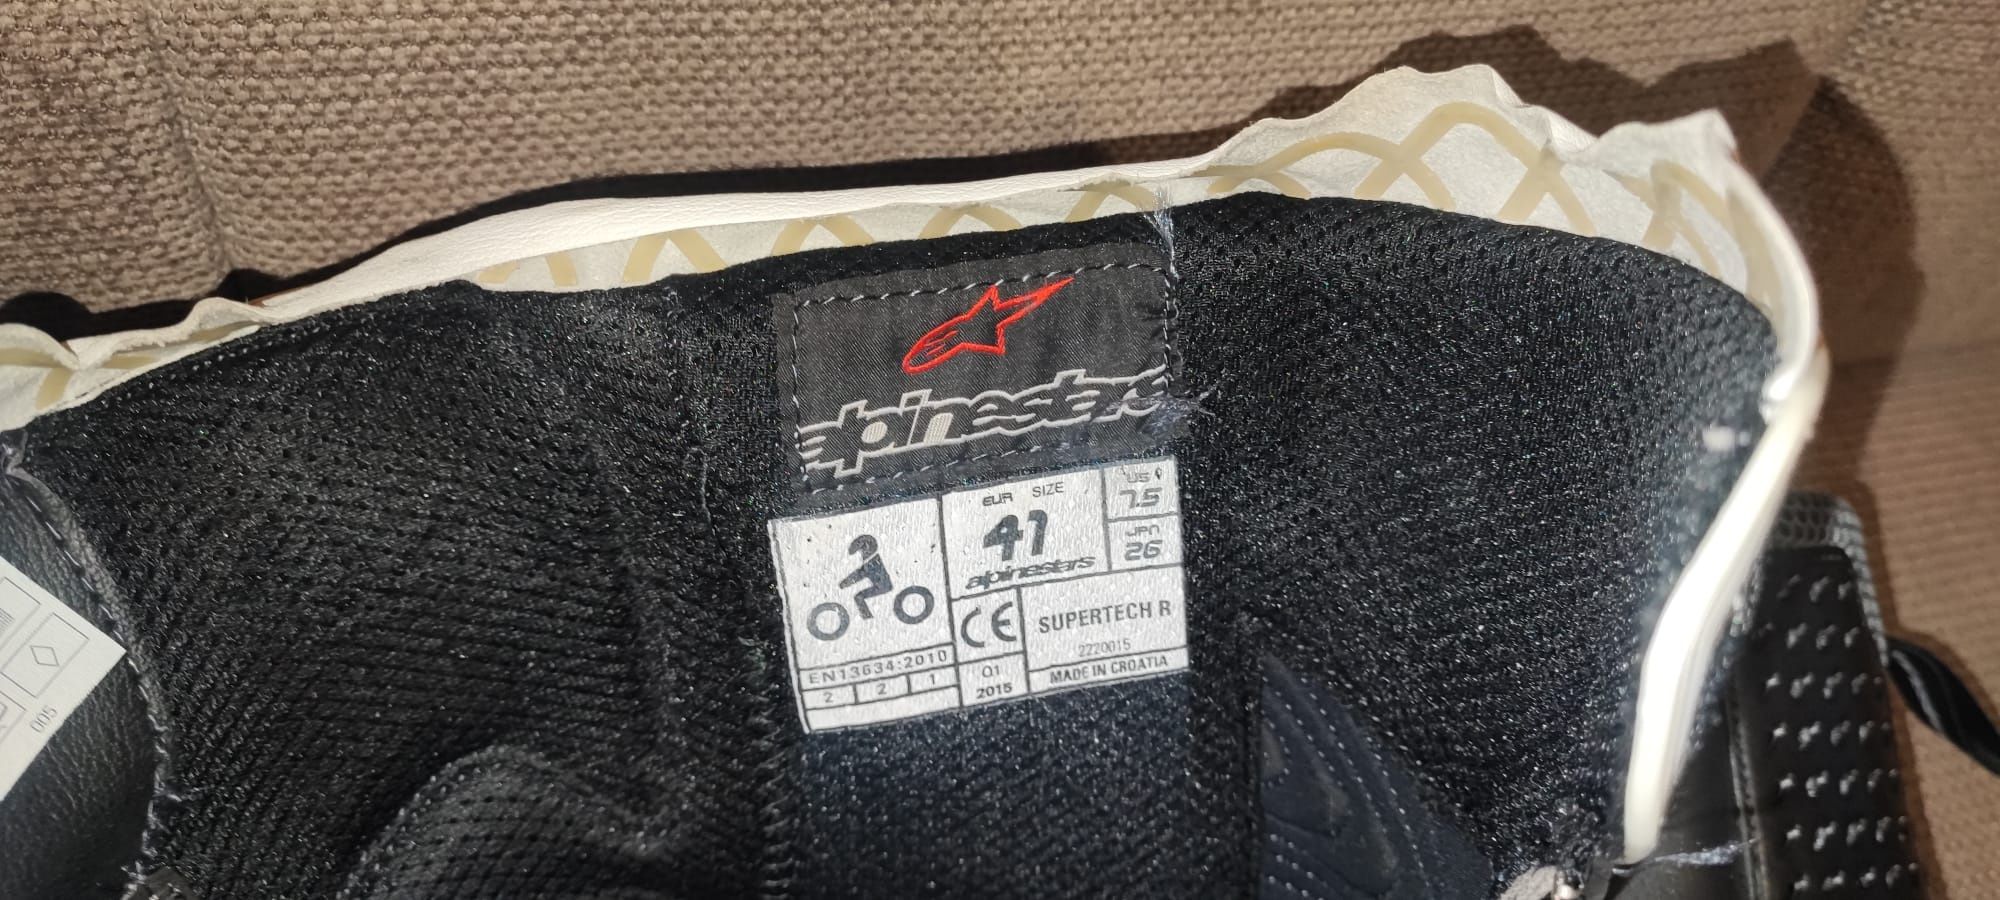 alpinestars
EUR SIZE
41
alpinestars
US
7.5
JPN
26
CE
SUPERTECH R
2220015
EN13634:2010
2 2 1
Q1
2015
MADE IN CROATIA
005